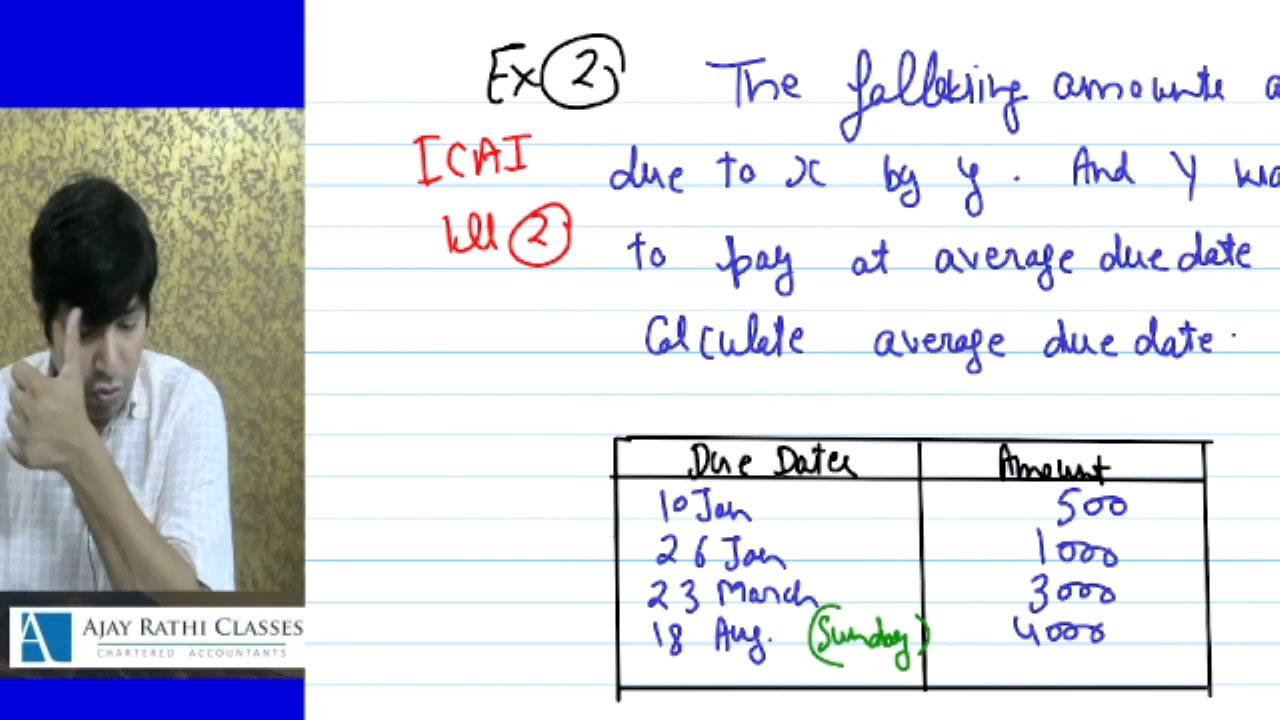 Ex 2) The following amounts a
ICAI
due to x by y. And Y wa
Ill 2
to pay at average due date
Calculate average due date.
Due Dates Amount
10 Jan 500
26 Jan 1000
23 March 3000
18 Aug. (Sunday) 4000
AJAY RATHI CLASSES
CHARTERED ACCOUNTANTS